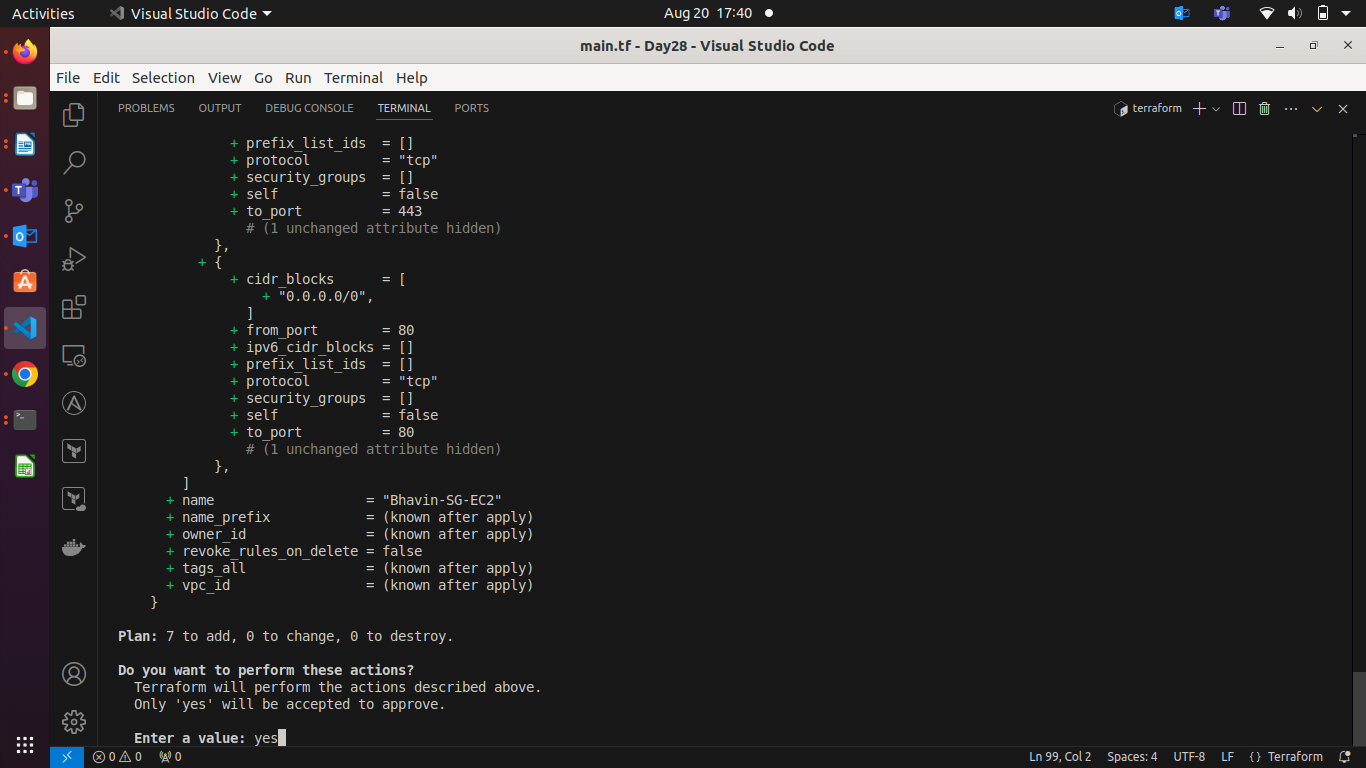 Activities
Visual Studio Code
Aug 20 17:40
main.tf - Day28 - Visual Studio Code
File Edit Selection View Go Run Terminal Help
PROBLEMS OUTPUT DEBUG CONSOLE TERMINAL PORTS
terraform
+ prefix_list_ids = []
+ protocol = "tcp"
+ security_groups = []
+ self = false
+ to_port = 443
# (1 unchanged attribute hidden)
},
+ {
+ cidr_blocks = [
+ "0.0.0.0/0",
]
+ from_port = 80
+ ipv6_cidr_blocks = []
+ prefix_list_ids = []
+ protocol = "tcp"
+ security_groups = []
+ self = false
+ to_port = 80
# (1 unchanged attribute hidden)
},
]
+ name = "Bhavin-SG-EC2"
+ name_prefix = (known after apply)
+ owner_id = (known after apply)
+ revoke_rules_on_delete = false
+ tags_all = (known after apply)
+ vpc_id = (known after apply)
}
Plan: 7 to add, 0 to change, 0 to destroy.
Do you want to perform these actions?
Terraform will perform the actions described above.
Only 'yes' will be accepted to approve.
Enter a value: yes
0 0 0 Ln 99, Col 2 Spaces: 4 UTF-8 LF {} Terraform